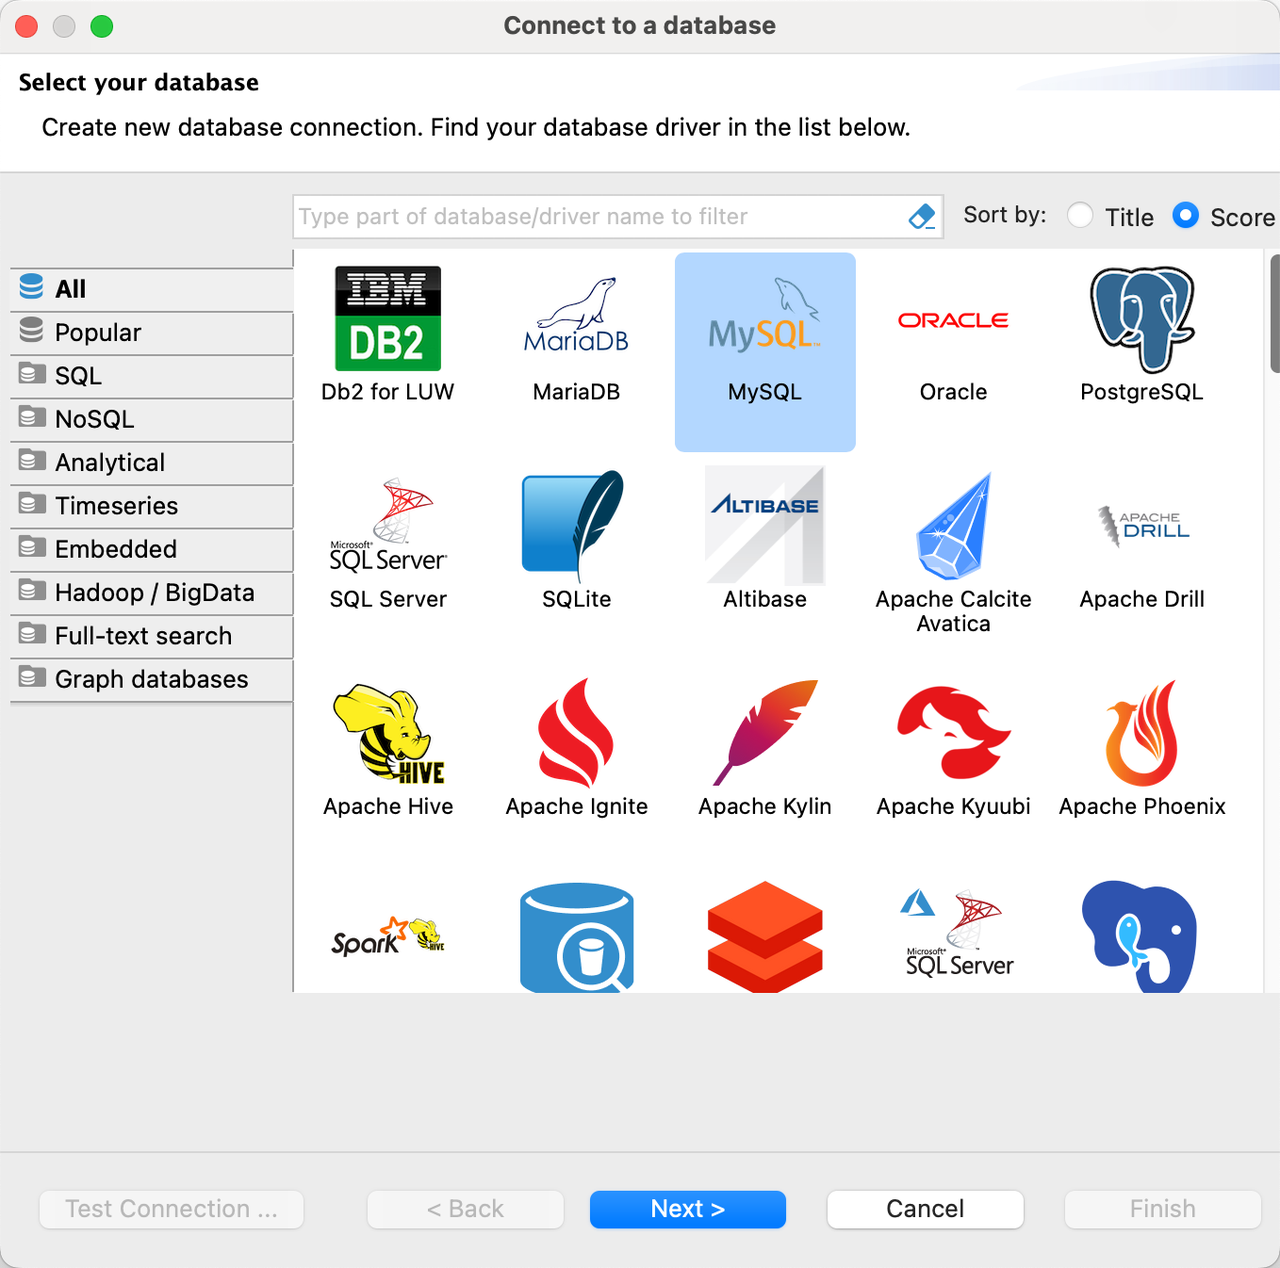 Connect to a database
Select your database
Create new database connection. Find your database driver in the list below.
Type part of database/driver name to filter
Sort by:
Title
Score
All
Popular
SQL
NoSQL
Analytical
Timeseries
Embedded
Hadoop / BigData
Full-text search
Graph databases
IBM
DB2
Db2 for LUW
MariaDB
MariaDB
MySQL™
MySQL
ORACLE
Oracle
PostgreSQL
Microsoft®
SQL Server®
SQL Server
SQLite
ALTIBASE
Altibase
Apache Calcite
Avatica
APACHE
DRILL
Apache Drill
HIVE
Apache Hive
Apache Ignite
Apache Kylin
Apache Kyuubi
Apache Phoenix
Spark
HIVE
Microsoft®
SQL Server
Test Connection ...
< Back
Next >
Cancel
Finish